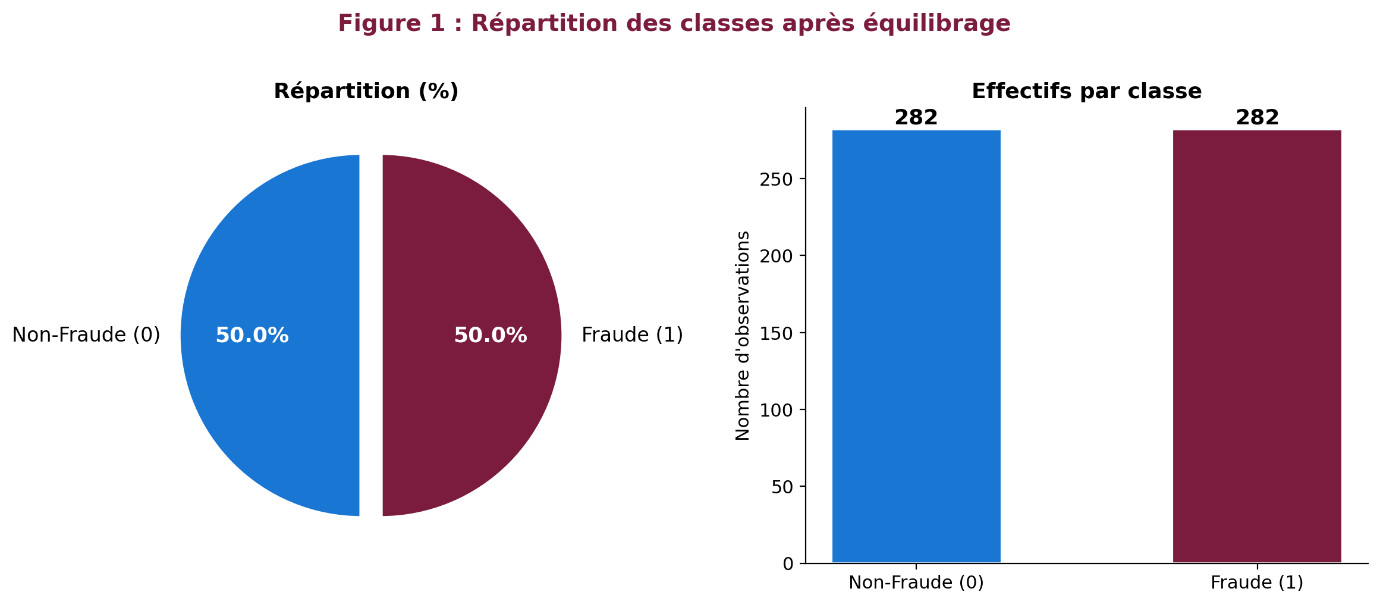 Figure 1 : Répartition des classes après équilibrage
Répartition (%)
Non-Fraude (0)
50.0%
50.0%
Fraude (1)
Effectifs par classe
282
282
Nombre d'observations
250
200
150
100
50
0
Non-Fraude (0)
Fraude (1)